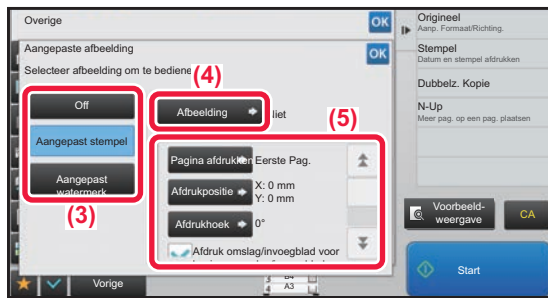 Overige
OK
Aangepaste afbeelding
OK
Selecteer afbeelding om te bediene
(4)
Off
Afbeelding
liet
(5)
Aangepast stempel
Aangepast
watermerk
(3)
Pagina afdrukken
Eerste Pag.
Afdrukpositie
X: 0 mm
Y: 0 mm
Afdrukhoek
0°
Afdruk omslag/invoegblad voor
Vorige
B4
4 A3
Origineel
Aanp. Formaat/Richting.
Stempel
Datum en stempel afdrukken
Dubbelz. Kopie
N-Up
Meer pag. op een pag. plaatsen
Voorbeeld-
weergave
CA
Start